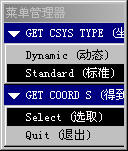 菜单管理器
GET CSYS TYPE
Dynamic (动态)
Standard (标准)
GET COORD S (得到
Select (选取)
Quit (退出)